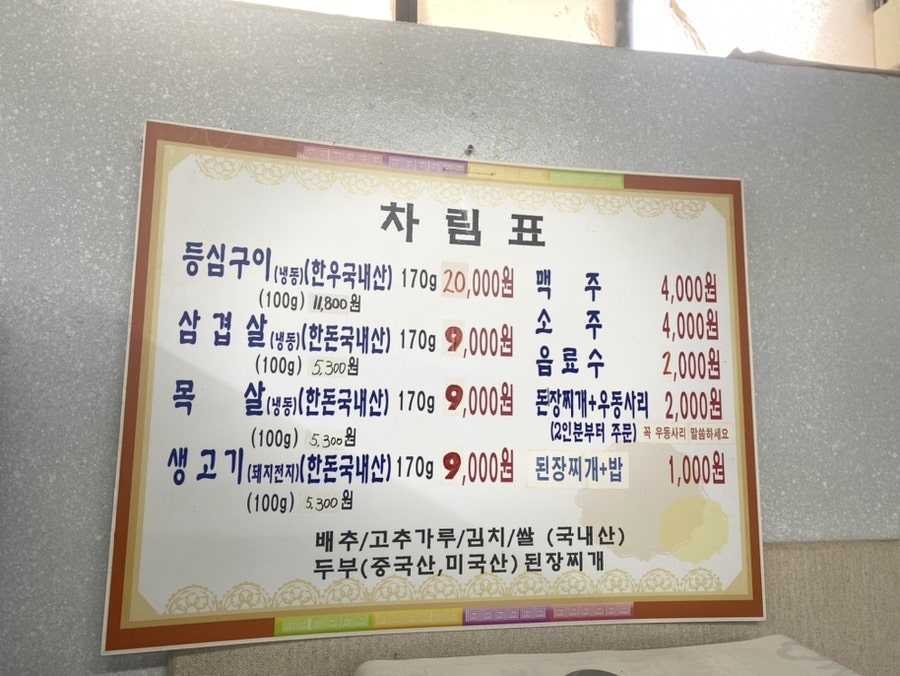 차림표
등심구이(냉동)(한우국내산) 170g 20,000원
(100g) 11,800원
삼겹살(냉동)(한돈국내산) 170g 9,000원
(100g) 5,300원
목살(냉동)(한돈국내산) 170g 9,000원
(100g) 5,300원
생고기(돼지전지)(한돈국내산) 170g 9,000원
(100g) 5,300원
맥주 4,000원
소주 4,000원
음료수 2,000원
된장찌개+우동사리 2,000원
(2인분부터 주문) 꼭 우동사리 말씀하세요
된장찌개+밥 1,000원
배추/고추가루/김치/쌀 (국내산)
두부(중국산,미국산)된장찌개